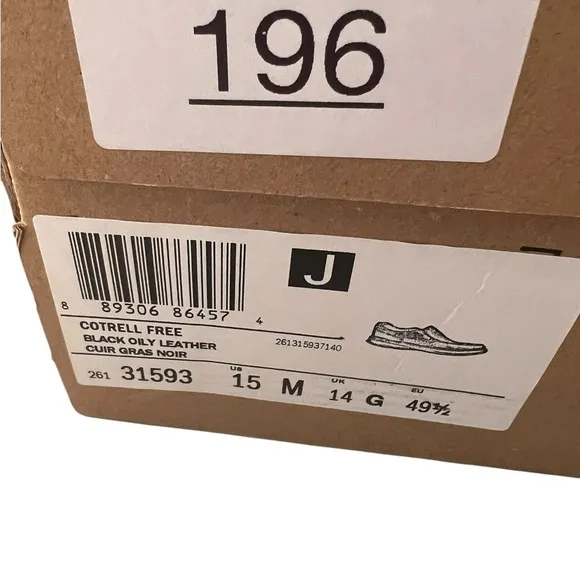 196
J
8 89306 86457 4
COTRELL FREE
BLACK OILY LEATHER
CUIR GRAS NOIR
261315937140
261 31593 US 15 M UK 14 G EU 49½